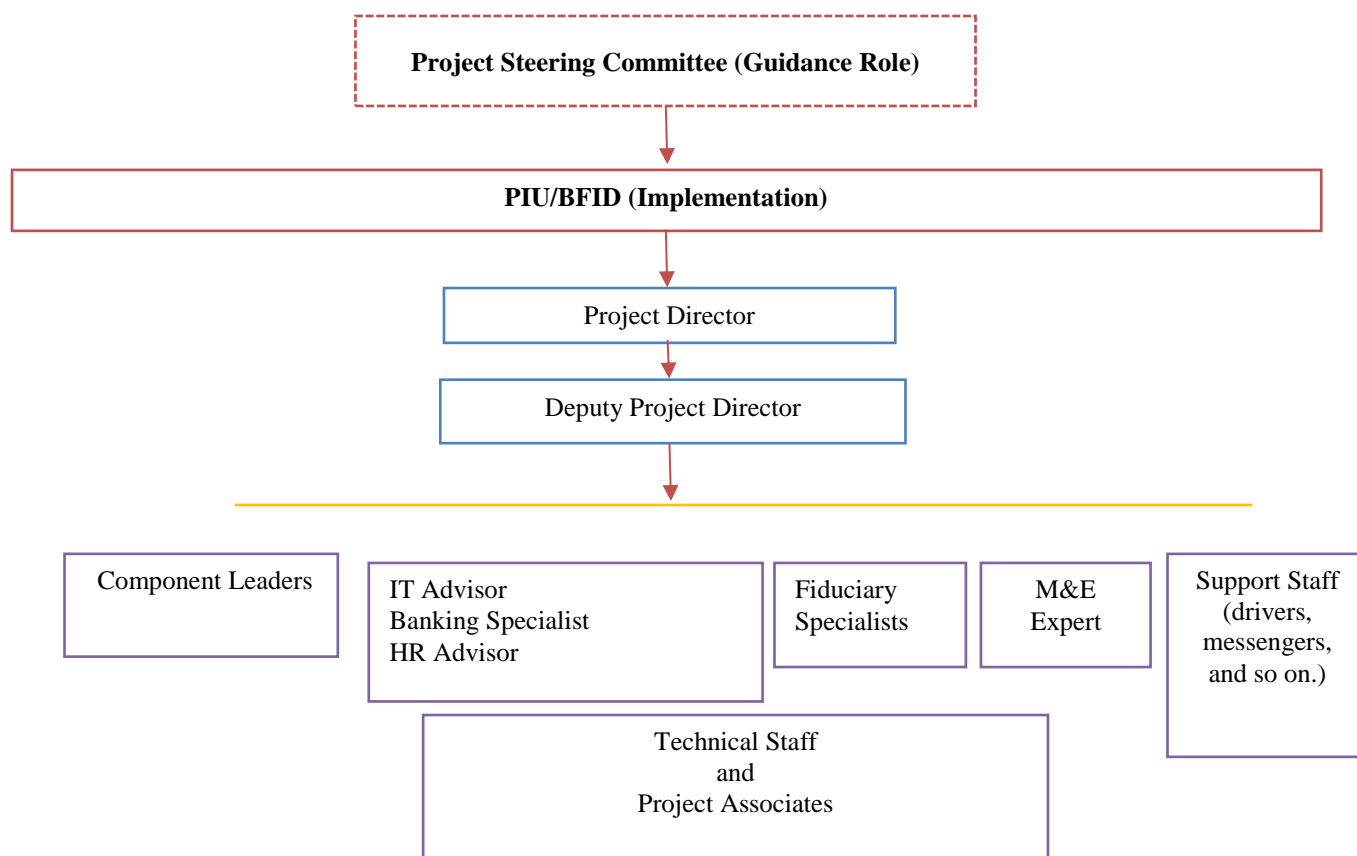 Project Steering Committee (Guidance Role)
PIU/BFID (Implementation)
Project Director
Deputy Project Director
Component Leaders
IT Advisor
Banking Specialist
HR Advisor
Fiduciary
Specialists
M&E
Expert
Support Staff
(drivers,
messengers,
and so on.)
Technical Staff
and
Project Associates